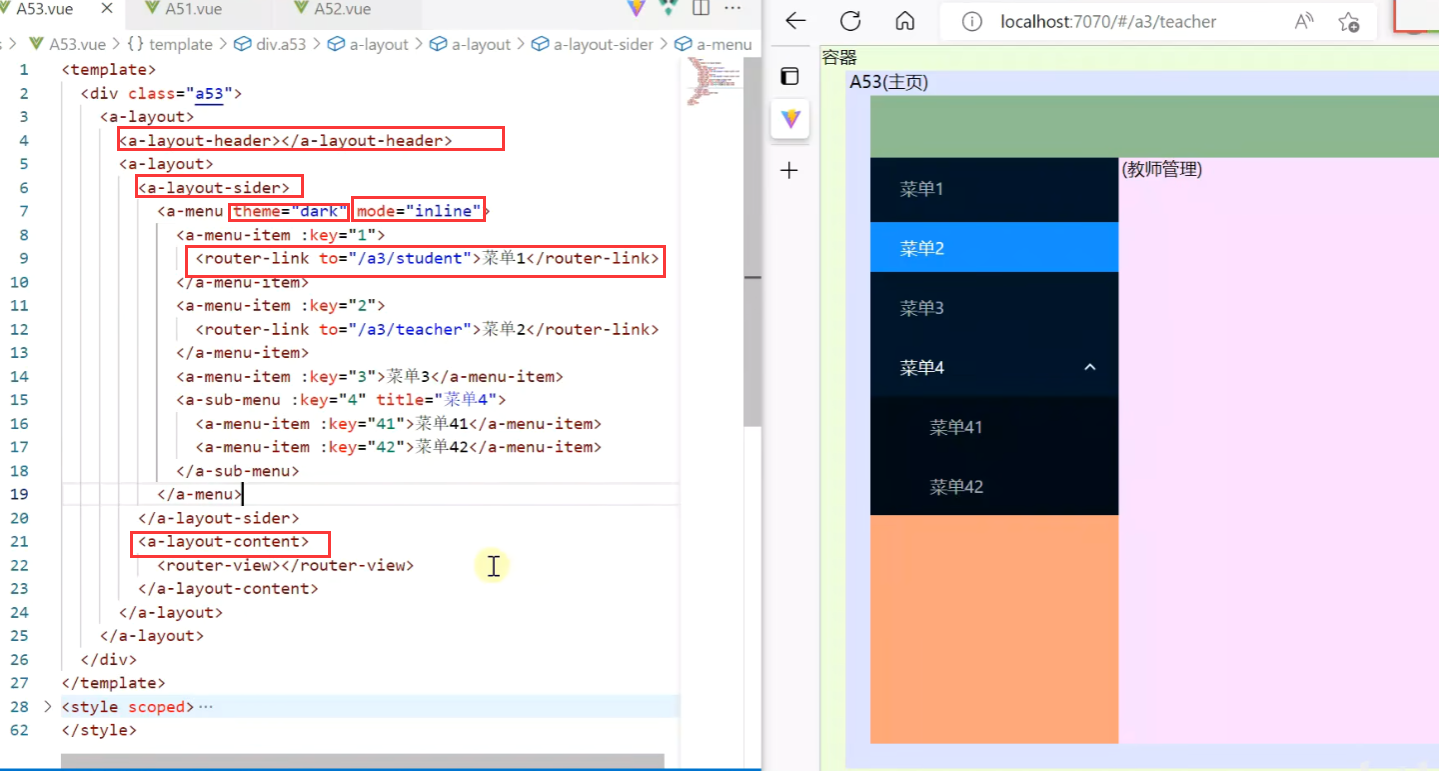 A53.vue A51.vue A52.vue
A53.vue > {} template > div.a53 > a-layout > a-layout > a-layout-sider > a-menu
1 <template>
2 <div class="a53">
3 <a-layout>
4 <a-layout-header></a-layout-header>
5 <a-layout>
6 <a-layout-sider>
7 <a-menu theme="dark" mode="inline">
8 <a-menu-item :key="1">
9 <router-link to="/a3/student">菜单1</router-link>
10 </a-menu-item>
11 <a-menu-item :key="2">
12 <router-link to="/a3/teacher">菜单2</router-link>
13 </a-menu-item>
14 <a-menu-item :key="3">菜单3</a-menu-item>
15 <a-sub-menu :key="4" title="菜单4">
16 <a-menu-item :key="41">菜单41</a-menu-item>
17 <a-menu-item :key="42">菜单42</a-menu-item>
18 </a-sub-menu>
19 </a-menu>
20 </a-layout-sider>
21 <a-layout-content>
22 <router-view></router-view>
23 </a-layout-content>
24 </a-layout>
25 </a-layout>
26 </div>
27 </template>
28 <style scoped>···
62 </style>
localhost:7070/#/a3/teacher
容器
A53(主页)
菜单1
(教师管理)
菜单2
菜单3
菜单4
菜单41
菜单42